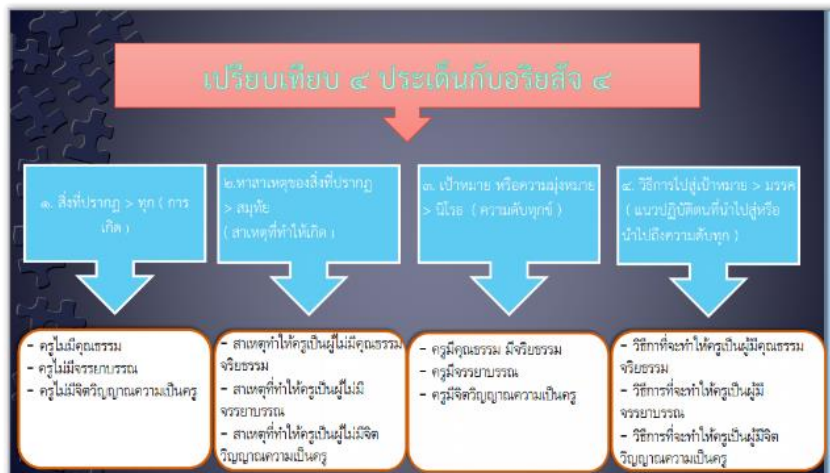 เปรียบเทียบ ๔ ประเด็นกับอริยสัจ ๔
๑. สิ่งที่ปรากฏ > ทุก ( การ
เกิด )
๒.หาสาเหตุของสิ่งที่ปรากฏ
> สมุทัย
( สาเหตุที่ทำให้เกิด )
๓. เป้าหมาย หรือความมุ่งหมาย
> นิโรธ ( ความดับทุกข์ )
๔. วิธีการไปสู่เป้าหมาย > มรรค
( แนวปฏิบัติตนที่นำไปสู่หรือ
นำไปถึงความดับทุก )
- ครูไม่มีคุณธรรม
- ครูไม่มีจรรยาบรรณ
- ครูไม่มีจิตวิญญาณความเป็นครู
- สาเหตุทำให้ครูเป็นผู้ไม่มีคุณธรรม
จริยธรรม
- สาเหตุที่ทำให้ครูเป็นผู้ไม่มี
จรรยาบรรณ
- สาเหตุที่ทำให้ครูเป็นผู้ไม่มีจิต
วิญญาณความเป็นครู
- ครูมีคุณธรรม มีจริยธรรม
- ครูมีจรรยาบรรณ
- ครูมีจิตวิญญาณความเป็นครู
- วิธีกาที่จะทำให้ครูเป็นผู้มีคุณธรรม
จริยธรรม
- วิธีการที่จะทำให้ครูเป็นผู้มี
จรรยาบรรณ
- วิธีการที่จะทำให้ครูเป็นผู้มีจิต
วิญญาณความเป็นครู